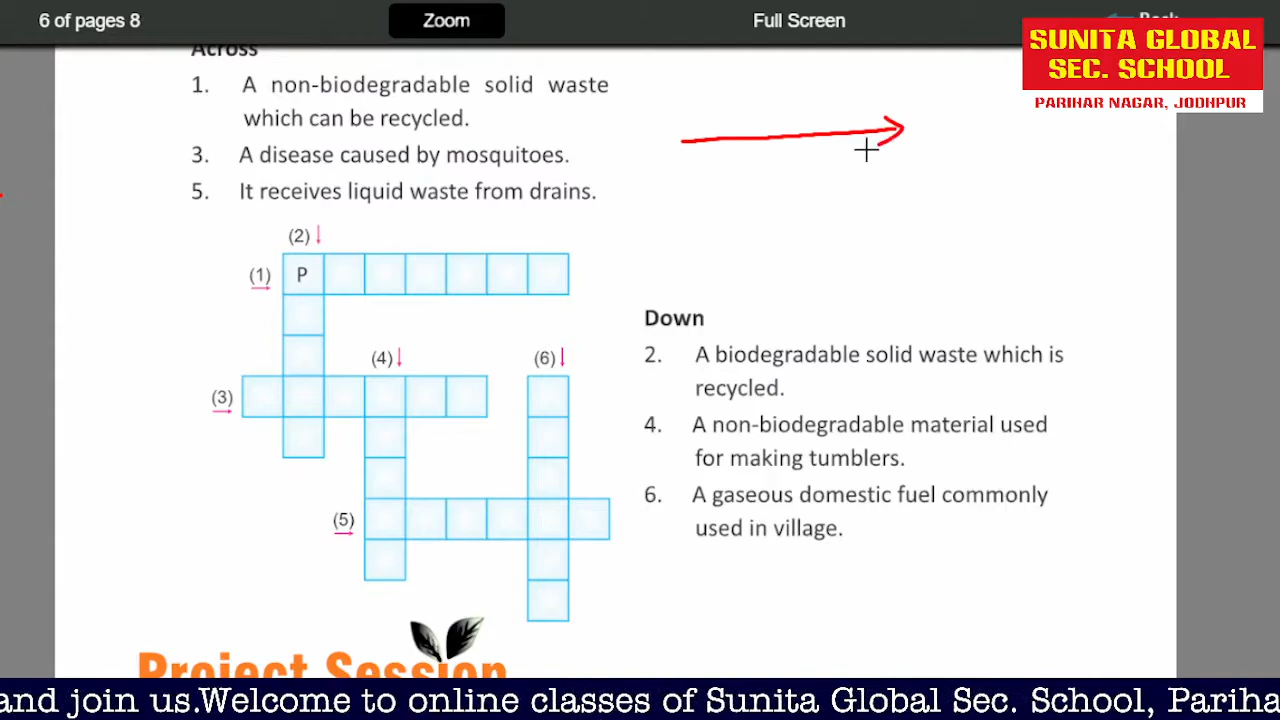 6 of pages 8
Zoom
Full Screen
Back
SUNITA GLOBAL
SEC. SCHOOL
PARIHAR NAGAR, JODHPUR
Across
1. A non-biodegradable solid waste
which can be recycled.
3. A disease caused by mosquitoes.
5. It receives liquid waste from drains.
(2)
(1) P
(4)
(6)
(3)
(5)
Down
2. A biodegradable solid waste which is
recycled.
4. A non-biodegradable material used
for making tumblers.
6. A gaseous domestic fuel commonly
used in village.
Project Session
and join us.Welcome to online classes of Sunita Global Sec. School, Pariha